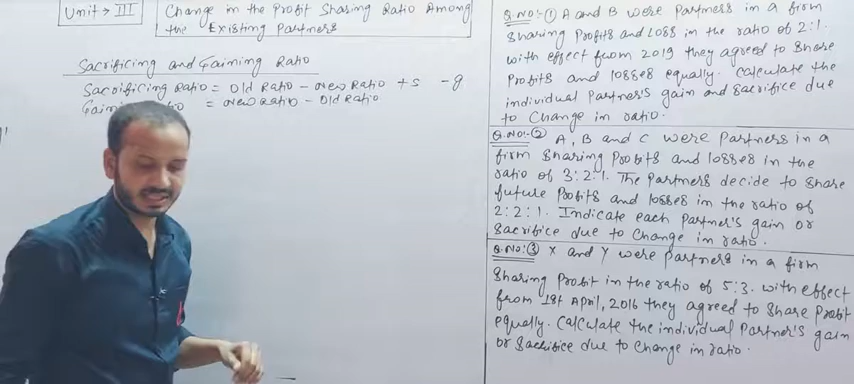 Unit → III
Change in the Profit Sharing Ratio Among
the Existing Partners
Sacrificing and Gaining Ratio
Sacrificing Ratio = Old Ratio - New Ratio +s -g
= New Ratio - Old Ratio
Q.No:-① A and B were Partners in a firm
Sharing Profits and Loss in the ratio of 2:1.
with effect from 2019 they agreed to share
Profits and losses equally. Calculate the
individual Partner's gain and sacrifice due
to change in ratio.
Q.No:-② A, B and C were Partners in a
firm sharing Profits and losses in the
ratio of 3:2:1. The Partners decide to share
future Profits and losses in the ratio of
2:2:1. Indicate each Partner's gain or
Sacrifice due to change in ratio.
Q.No:③ X and Y were Partners in a firm
Sharing Profit in the ratio of 5:3. with effect
from 1st April, 2016 they agreed to share Profit
equally. Calculate the individual Partner's gain
or Sacrifice due to change in ratio.